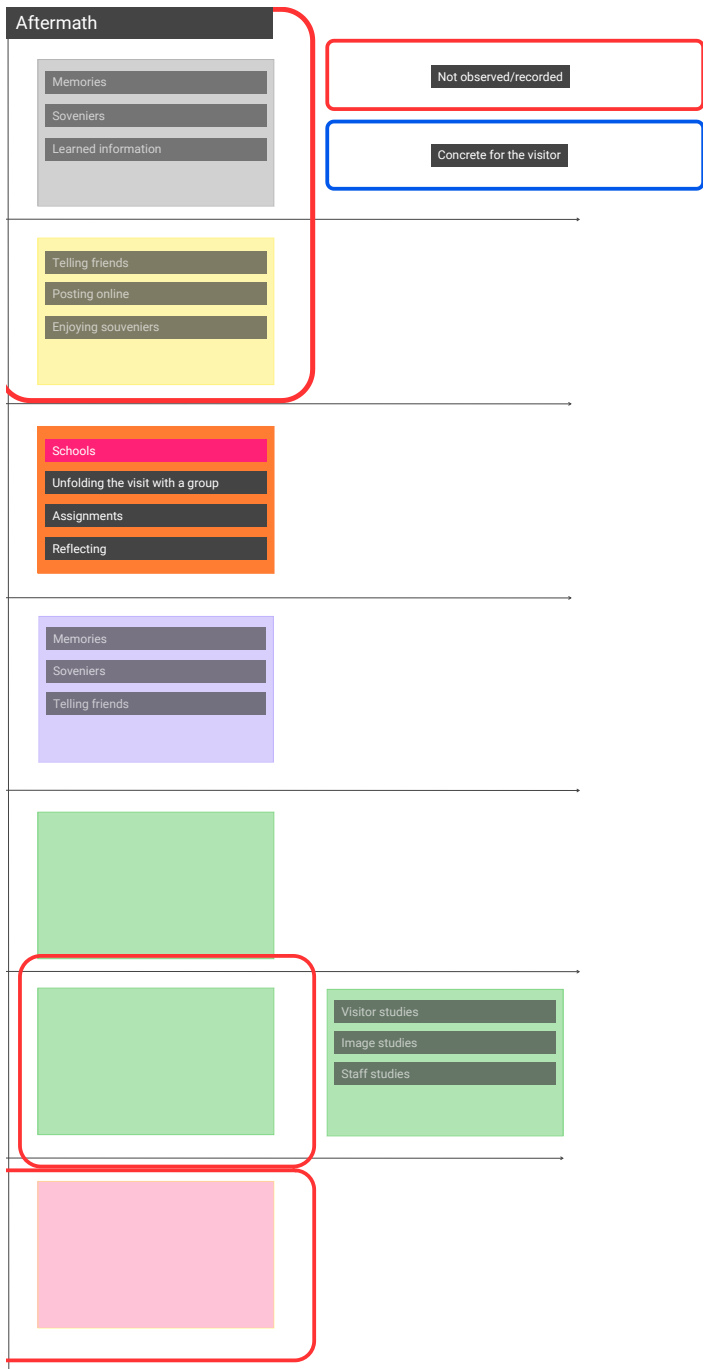 Aftermath
Memories
Soveniers
Learned information
Not observed/recorded
Concrete for the visitor
Telling friends
Posting online
Enjoying souveniers
Schools
Unfolding the visit with a group
Assignments
Reflecting
Memories
Soveniers
Telling friends
Visitor studies
Image studies
Staff studies